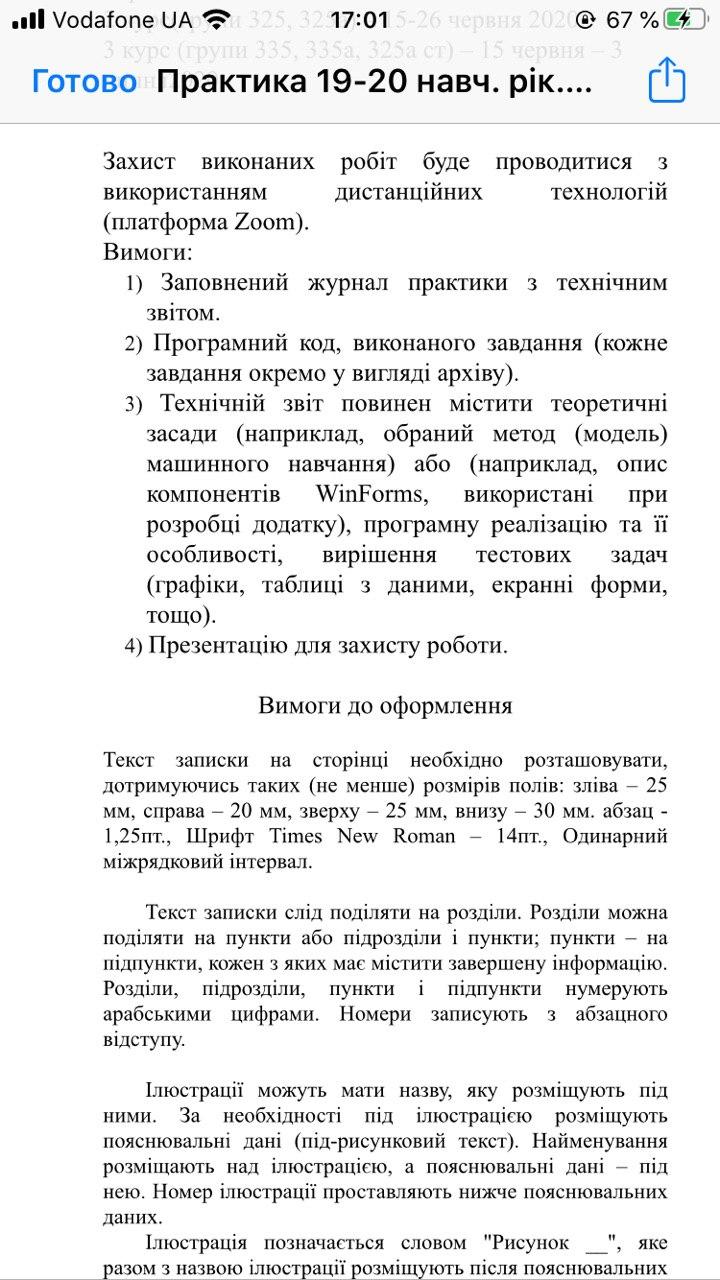 Vodafone UA 17:01 67 %
курс (групи 325, 325 15-26 червня 2020
3 курс (групи 335, 335а, 325а ст) – 15 червня – 3
Готово Практика 19-20 навч. рік....
Захист виконаних робіт буде проводитися з
використанням дистанційних технологій
(платформа Zoom).
Вимоги:
1) Заповнений журнал практики з технічним
звітом.
2) Програмний код, виконаного завдання (кожне
завдання окремо у вигляді архіву).
3) Технічній звіт повинен містити теоретичні
засади (наприклад, обраний метод (модель)
машинного навчання) або (наприклад, опис
компонентів WinForms, використані при
розробці додатку), програмну реалізацію та її
особливості, вирішення тестових задач
(графіки, таблиці з даними, екранні форми,
тощо).
4) Презентацію для захисту роботи.
Вимоги до оформлення
Текст записки на сторінці необхідно розташовувати,
дотримуючись таких (не менше) розмірів полів: зліва – 25
мм, справа – 20 мм, зверху – 25 мм, внизу – 30 мм. абзац -
1,25пт., Шрифт Times New Roman – 14пт., Одинарний
міжрядковий інтервал.
Текст записки слід поділяти на розділи. Розділи можна
поділяти на пункти або підрозділи і пункти; пункти – на
підпункти, кожен з яких має містити завершену інформацію.
Розділи, підрозділи, пункти і підпункти нумерують
арабськими цифрами. Номери записують з абзацного
відступу.
Ілюстрації можуть мати назву, яку розміщують під
ними. За необхідності під ілюстрацією розміщують
пояснювальні дані (під-рисунковий текст). Найменування
розміщають над ілюстрацією, а пояснювальні дані – під
нею. Номер ілюстрації проставляють нижче пояснювальних
даних.
Ілюстрація позначається словом "Рисунок __", яке
разом з назвою ілюстрації розміщують після пояснювальних